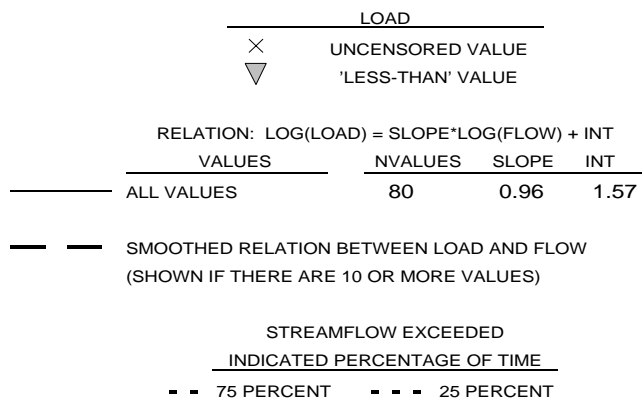 LOAD
UNCENSORED VALUE
'LESS-THAN' VALUE
RELATION: LOG(LOAD) = SLOPE*LOG(FLOW) + INT
VALUES NVALUES SLOPE INT
ALL VALUES 80 0.96 1.57
SMOOTHED RELATION BETWEEN LOAD AND FLOW
(SHOWN IF THERE ARE 10 OR MORE VALUES)
STREAMFLOW EXCEEDED
INDICATED PERCENTAGE OF TIME
75 PERCENT 25 PERCENT